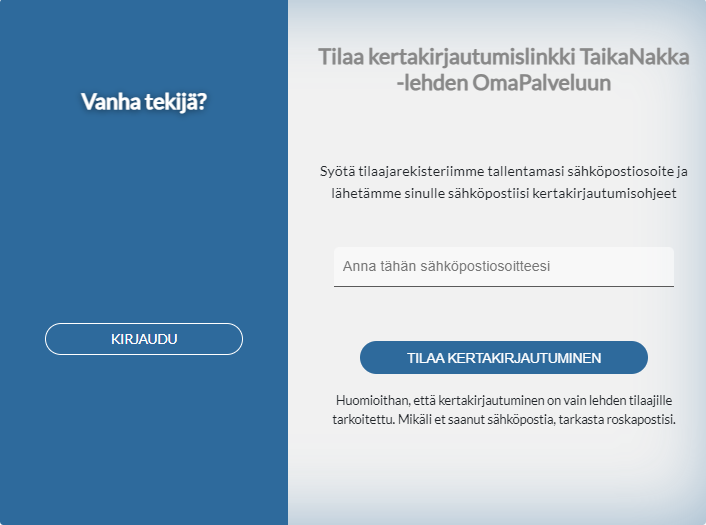 Vanha tekijä?
KIRJAUDU
Tilaa kertakirjautumislinkki TaikaNakka
-lehden OmaPalveluun
Syötä tilaajarekisteriimme tallentamasi sähköpostiosoite ja
lähetämme sinulle sähköpostiisi kertakirjautumisohjeet
Anna tähän sähköpostiosoitteesi
TILAA KERTAKIRJAUTUMINEN
Huomioithan, että kertakirjautuminen on vain lehden tilaajille
tarkoitettu. Mikäli et saanut sähköpostia, tarkasta roskapostisi.